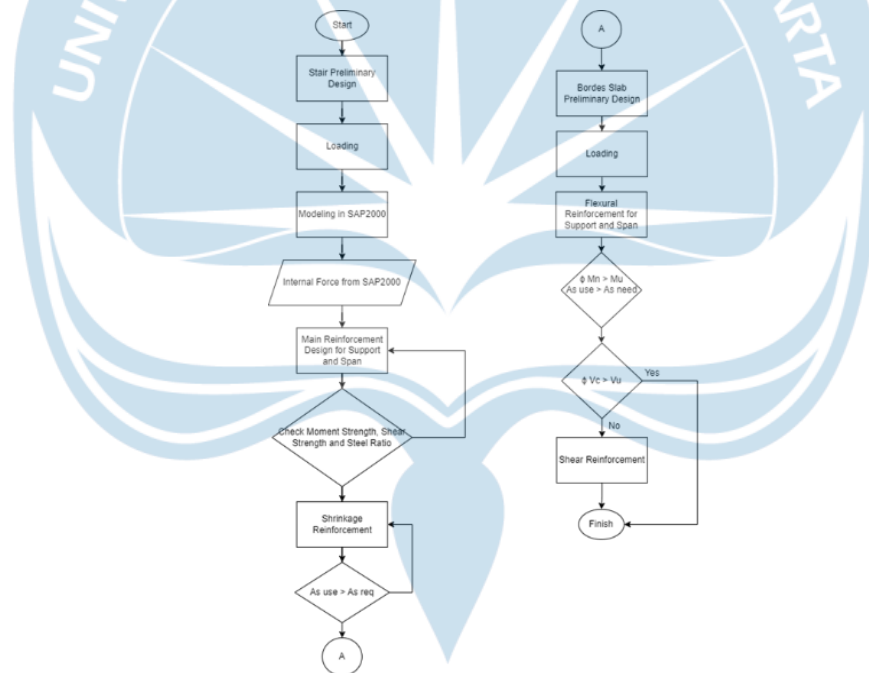 UNIV
ARTA
Start
Stair Preliminary
Design
Loading
Modeling in SAP2000
Internal Force from SAP2000
Main Reinforcement
Design for Support
and Span
Check Moment Strength, Shear
Strength and Steel Ratio
Shrinkage
Reinforcement
As use > As req
A
A
Bordes Slab
Preliminary Design
Loading
Flexural
Reinforcement for
Support and Span
ϕ Mn > Mu
As use > As need
ϕ Vc > Vu
Yes
No
Shear Reinforcement
Finish